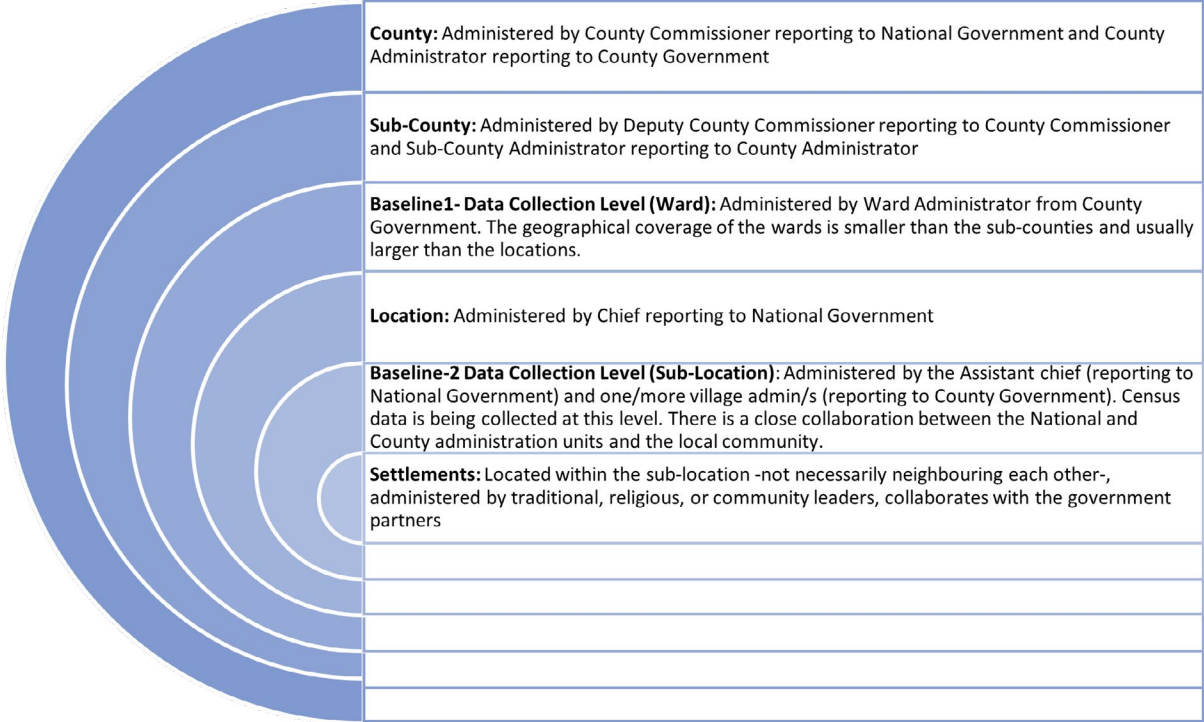 County: Administered by County Commissioner reporting to National Government and County
Administrator reporting to County Government
Sub-County: Administered by Deputy County Commissioner reporting to County Commissioner
and Sub-County Administrator reporting to County Administrator
Baseline1- Data Collection Level (Ward): Administered by Ward Administrator from County
Government. The geographical coverage of the wards is smaller than the sub-counties and usually
larger than the locations.
Location: Administered by Chief reporting to National Government
Baseline-2 Data Collection Level (Sub-Location): Administered by the Assistant chief (reporting to
National Government) and one/more village admin/s (reporting to County Government). Census
data is being collected at this level. There is a close collaboration between the National and
County administration units and the local community.
Settlements: Located within the sub-location -not necessarily neighbouring each other-,
administered by traditional, religious, or community leaders, collaborates with the government
partners